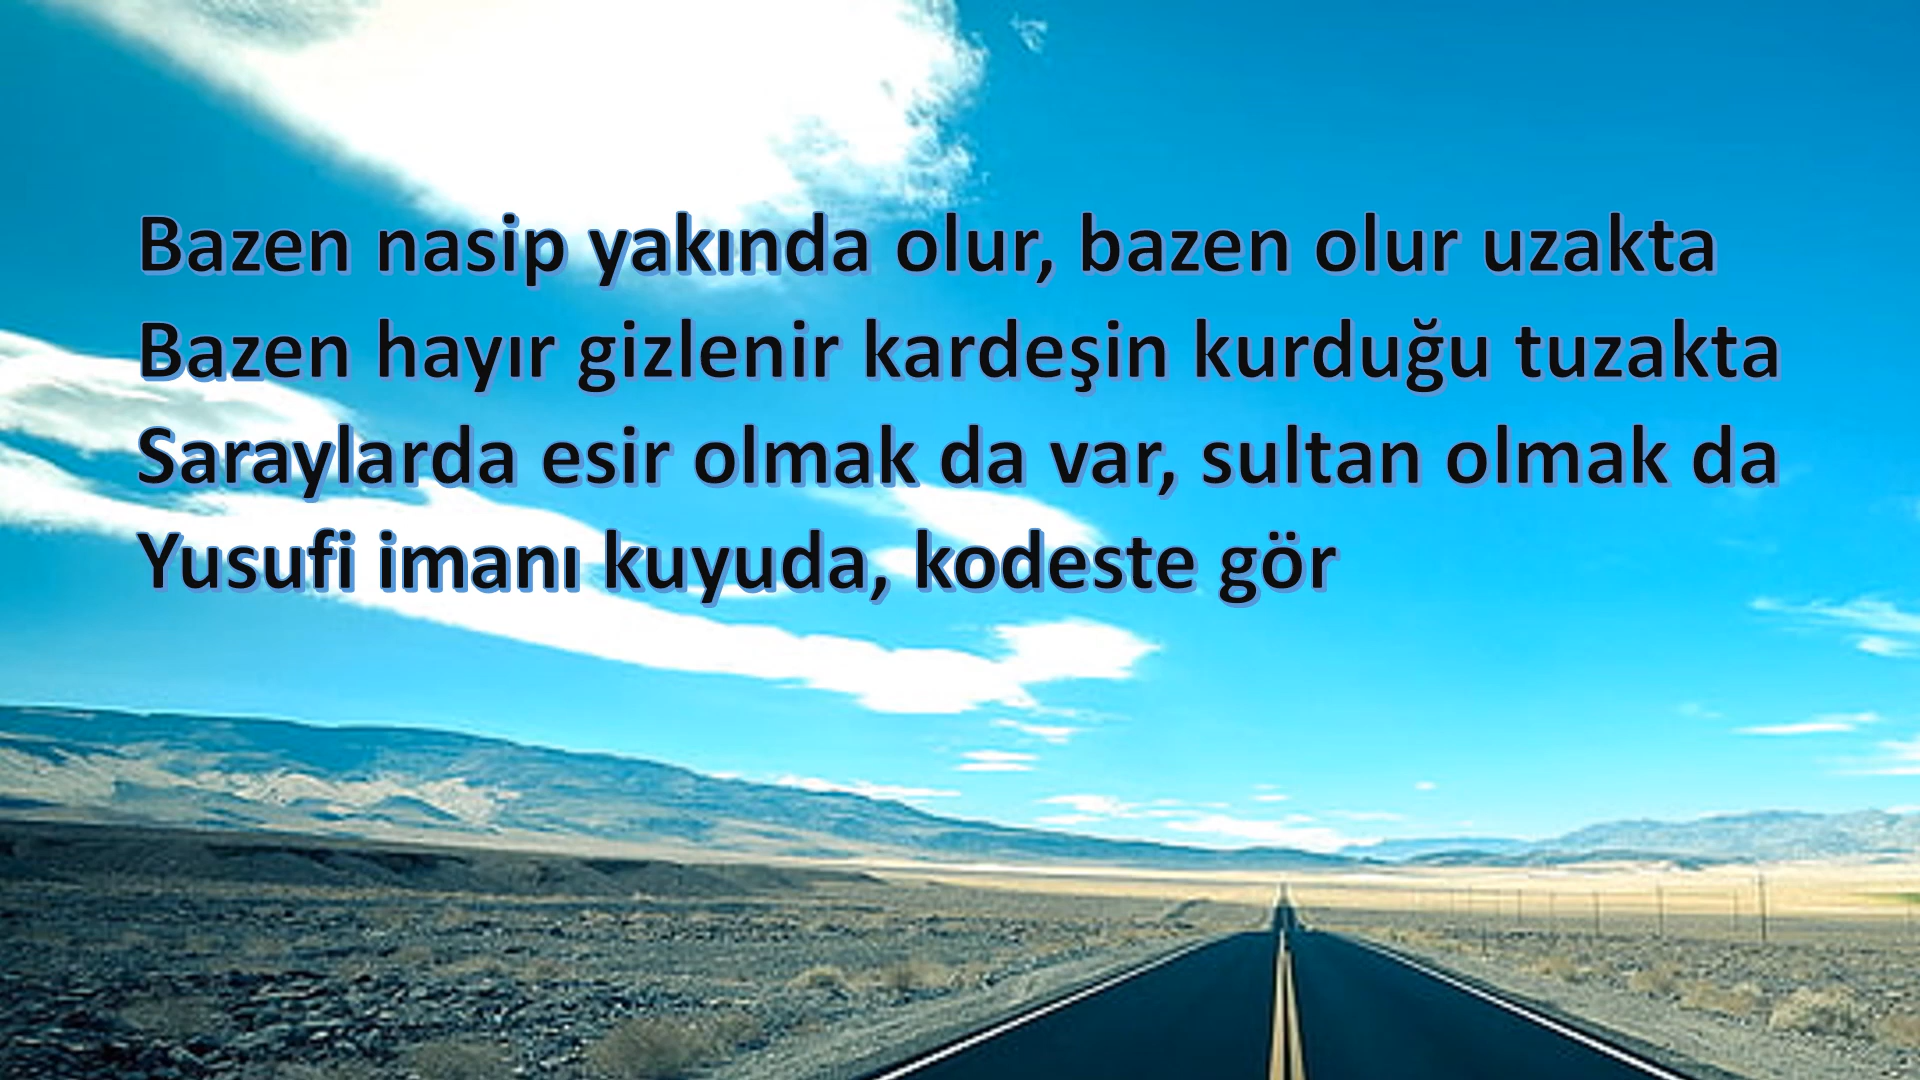 Bazen nasip yakında olur, bazen olur uzakta
Bazen hayır gizlenir kardeşin kurduğu tuzakta
Saraylarda esir olmak da var, sultan olmak da
Yusufi imanı kuyuda, kodeste gör